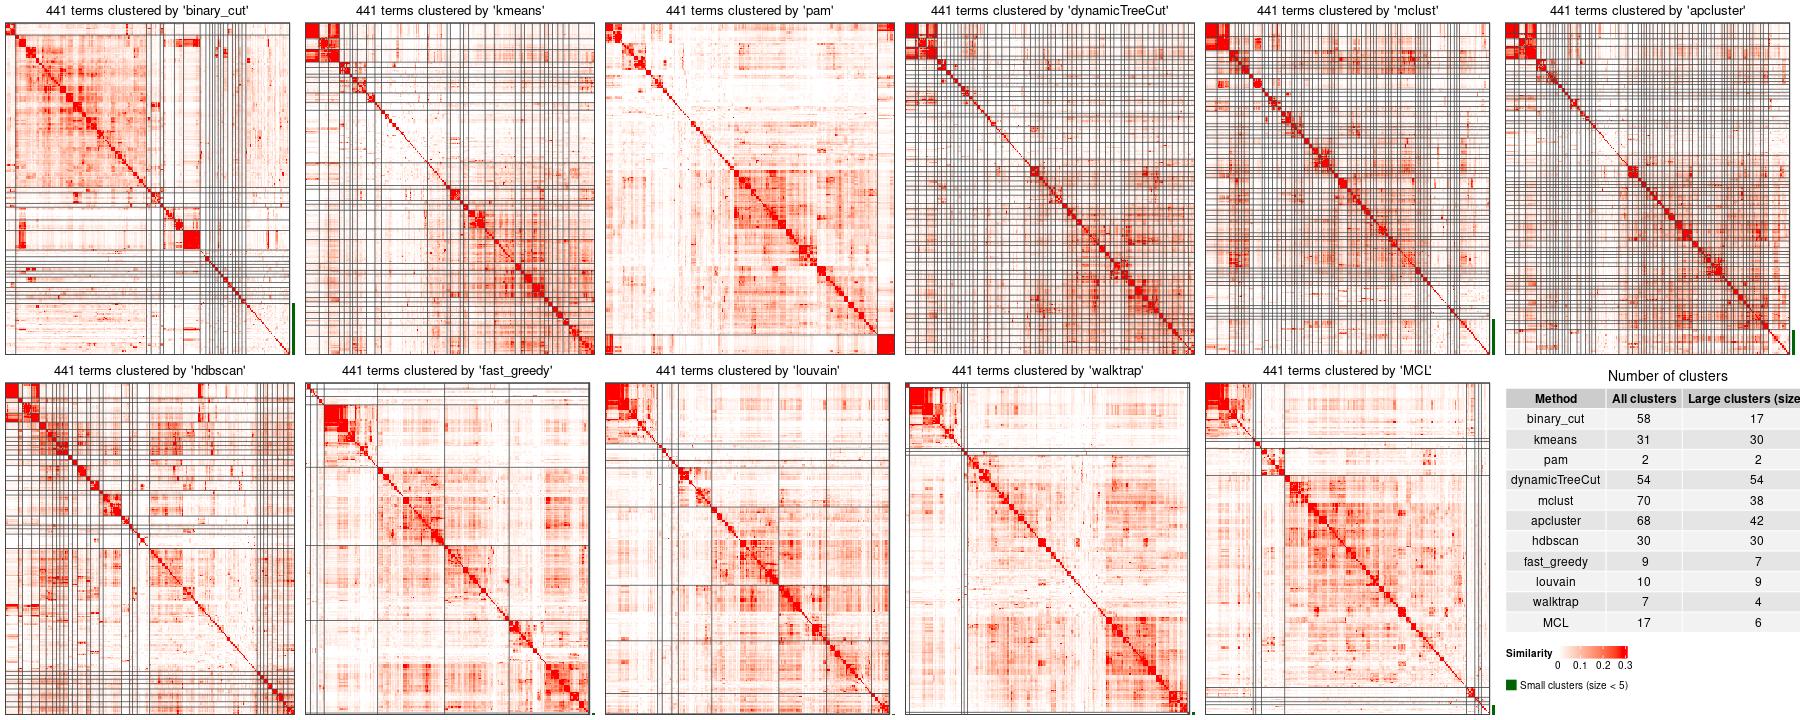 441 terms clustered by 'binary_cut'
441 terms clustered by 'kmeans'
441 terms clustered by 'pam'
441 terms clustered by 'dynamicTreeCut'
441 terms clustered by 'mclust'
441 terms clustered by 'apcluster'
441 terms clustered by 'hdbscan'
441 terms clustered by 'fast_greedy'
441 terms clustered by 'louvain'
441 terms clustered by 'walktrap'
441 terms clustered by 'MCL'
Number of clusters
Method All clusters Large clusters (size
binary_cut 58 17
kmeans 31 30
pam 2 2
dynamicTreeCut 54 54
mclust 70 38
apcluster 68 42
hdbscan 30 30
fast_greedy 9 7
louvain 10 9
walktrap 7 4
MCL 17 6
Similarity
0 0.1 0.2 0.3
Small clusters (size < 5)